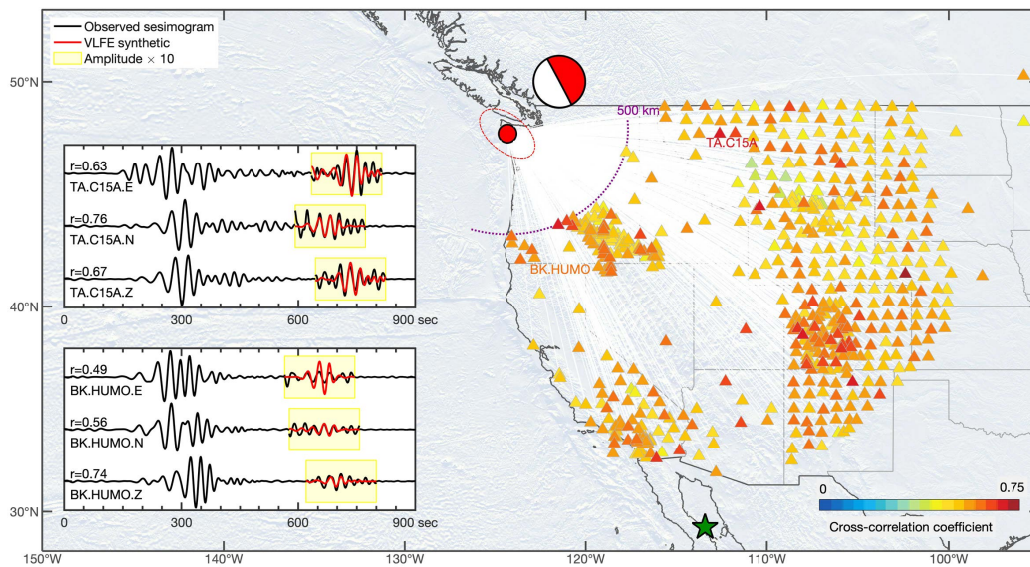 Observed sesimogram
VLFE synthetic
Amplitude × 10
50°N
40°N
30°N
500 km
TA.C15A
BK.HUMO
r=0.63
TA.C15A.E
r=0.76
TA.C15A.N
r=0.67
TA.C15A.Z
0 300 600 900 sec
r=0.49
BK.HUMO.E
r=0.56
BK.HUMO.N
r=0.74
BK.HUMO.Z
0 300 600 900 sec
0 0.75
Cross-correlation coefficient
150°W 140°W 130°W 120°W 110°W 100°W